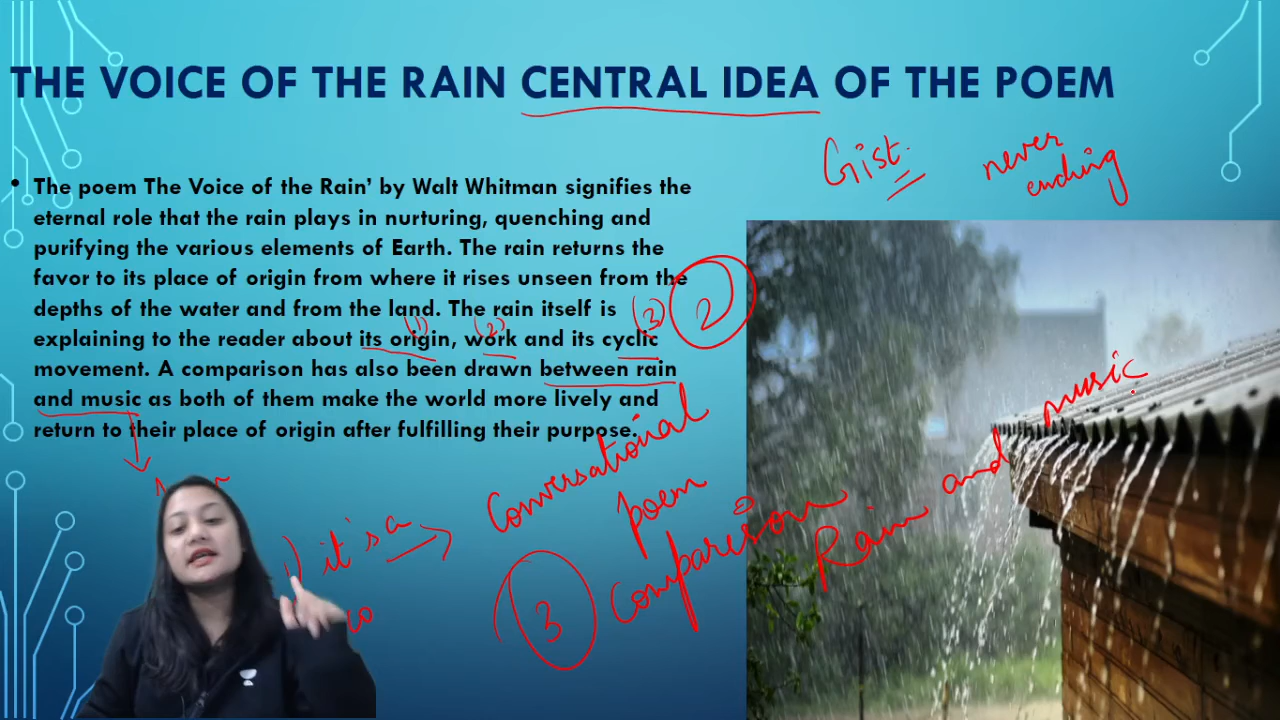 THE VOICE OF THE RAIN CENTRAL IDEA OF THE POEM
Gist.
never
ending
• The poem The Voice of the Rain’ by Walt Whitman signifies the
eternal role that the rain plays in nurturing, quenching and
purifying the various elements of Earth. The rain returns the
favor to its place of origin from where it rises unseen from the
depths of the water and from the land. The rain itself is
explaining to the reader about its origin, work and its cyclic
movement. A comparison has also been drawn between rain
and music as both of them make the world more lively and
return to their place of origin after fulfilling their purpose.
(1) (2) (3) 2
1) it's a → Conversational
poem
co
3 comparison
Rain and music